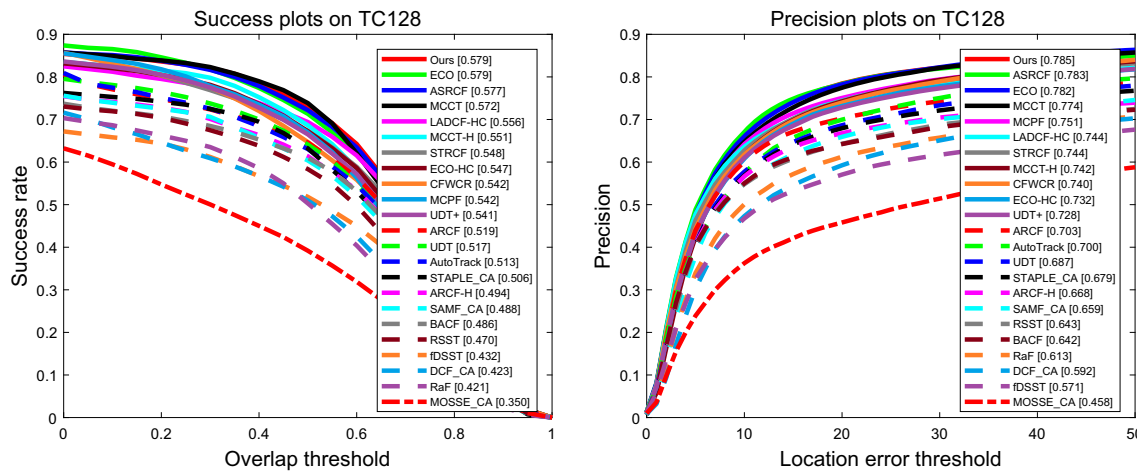 Success plots on TC128
0.9
0.8
0.7
0.6
0.5
0.4
0.3
0.2
0.1
0
Success rate
Ours [0.579]
ECO [0.579]
ASRCF [0.577]
MCCT [0.572]
LADCF-HC [0.556]
MCCT-H [0.551]
STRCF [0.548]
ECO-HC [0.547]
CFWCR [0.542]
MCPF [0.542]
UDT+ [0.541]
ARCF [0.519]
UDT [0.517]
AutoTrack [0.513]
STAPLE_CA [0.506]
ARCF-H [0.494]
SAMF_CA [0.488]
BACF [0.486]
RSST [0.470]
fDSST [0.432]
DCF_CA [0.423]
RaF [0.421]
MOSSE_CA [0.350]
0 0.2 0.4 0.6 1
Overlap threshold
Precision plots on TC128
0.9
0.8
0.7
0.6
0.5
0.4
0.3
0.2
0.1
0
Precision
Ours [0.785]
ASRCF [0.783]
ECO [0.782]
MCCT [0.774]
MCPF [0.751]
LADCF-HC [0.744]
STRCF [0.744]
MCCT-H [0.742]
CFWCR [0.740]
ECO-HC [0.732]
UDT+ [0.728]
ARCF [0.703]
AutoTrack [0.700]
UDT [0.687]
STAPLE_CA [0.679]
ARCF-H [0.668]
SAMF_CA [0.659]
RSST [0.643]
BACF [0.642]
RaF [0.613]
DCF_CA [0.592]
fDSST [0.571]
MOSSE_CA [0.458]
0 10 20 30 50
Location error threshold